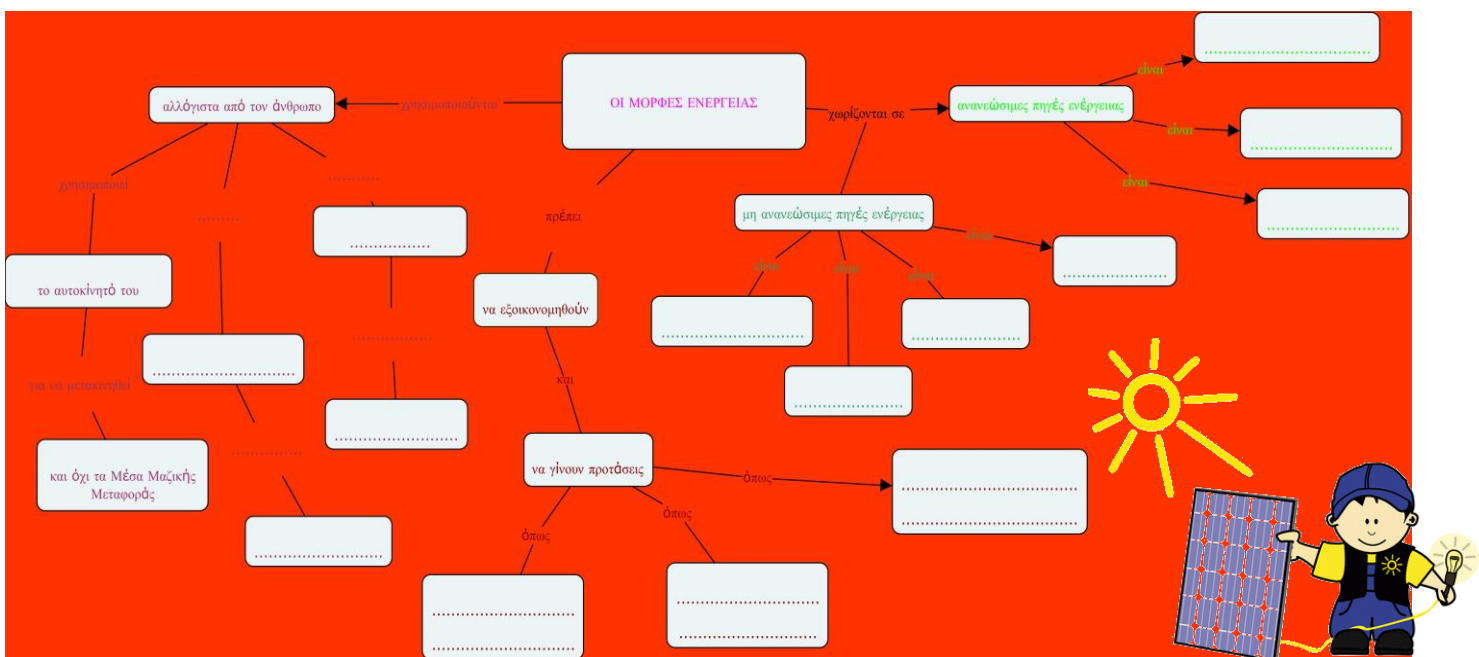 ΟΙ ΜΟΡΦΕΣ ΕΝΕΡΓΕΙΑΣ
χρησιμοποιούνται
αλλόγιστα από τον άνθρωπο
χρησιμοποιεί
το αυτοκίνητό του
για να μετακινηθεί
και όχι τα Μέσα Μαζικής
Μεταφοράς
..........
............
..................
..................
............................
................
.........................
................
..........................
πρέπει
να εξοικονομηθούν
και
να γίνουν προτάσεις
όπως
..............................
..............................
όπως
..............................
..............................
όπως
.....................................
.....................................
χωρίζονται σε
μη ανανεώσιμες πηγές ενέργειας
είναι
............................
είναι
.......................
είναι
.....................
είναι
.....................
ανανεώσιμες πηγές ενέργειιας
είναι
.................................
είναι
............................
είναι
...........................